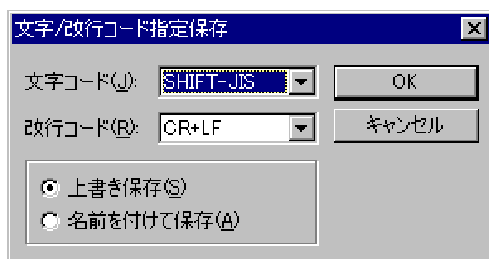 文字/改行コード指定保存
文字コード(J): SHIFT-JIS OK
改行コード(R): CR+LF キャンセル
上書き保存(S)
名前を付けて保存(A)